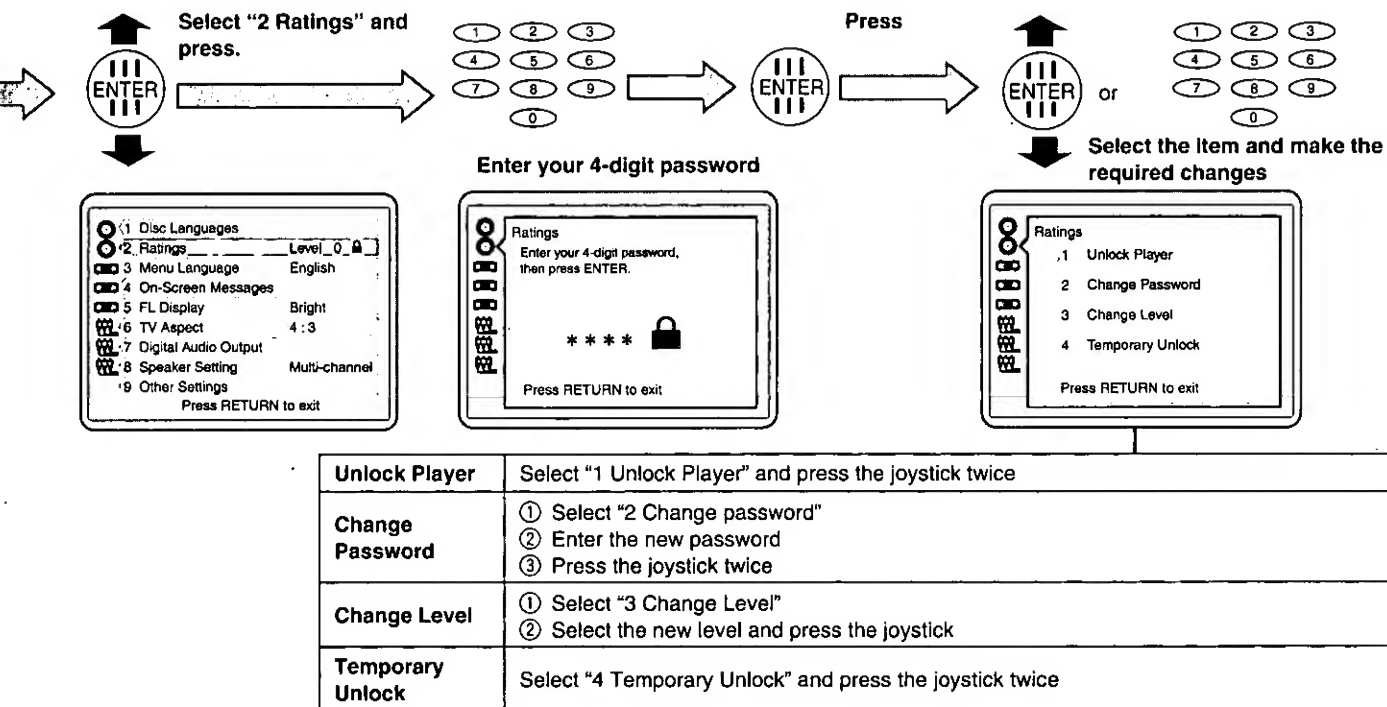 Select “2 Ratings” and
press.
ENTER
1 2 3
4 5 6
7 8 9
0
Enter your 4-digit password
Press
ENTER
ENTER
or
1 2 3
4 5 6
7 8 9
0
Select the item and make the
required changes
1 Disc Languages
2 Ratings Level 0
3 Menu Language English
4 On-Screen Messages
5 FL Display Bright
6 TV Aspect 4 : 3
7 Digital Audio Output
8 Speaker Setting Multi-channel
9 Other Settings
Press RETURN to exit
Ratings
Enter your 4-digit password,
then press ENTER.
* * * *
Press RETURN to exit
Ratings
1 Unlock Player
2 Change Password
3 Change Level
4 Temporary Unlock
Press RETURN to exit
Unlock Player Select “1 Unlock Player” and press the joystick twice
Change
Password
① Select “2 Change password”
② Enter the new password
③ Press the joystick twice
Change Level
① Select “3 Change Level”
② Select the new level and press the joystick
Temporary
Unlock
Select “4 Temporary Unlock” and press the joystick twice